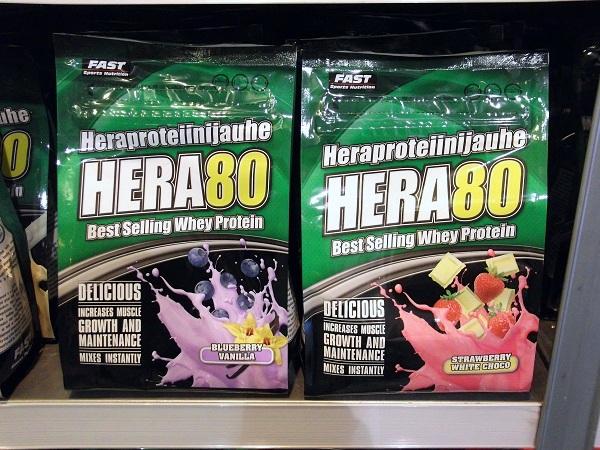 FAST
Sports Nutrition
Heraproteiinijauhe
HERA80
Best Selling Whey Protein
DELICIOUS
INCREASES MUSCLE
GROWTH AND
MAINTENANCE
MIXES INSTANTLY
BLUEBERRY
VANILLA
FAST
Sports Nutrition
Heraproteiinijauhe
HERA80
Best Selling Whey Protein
DELICIOUS
INCREASES MUSCLE
GROWTH AND
MAINTENANCE
MIXES INSTANTLY
STRAWBERRY
WHITE CHOCO